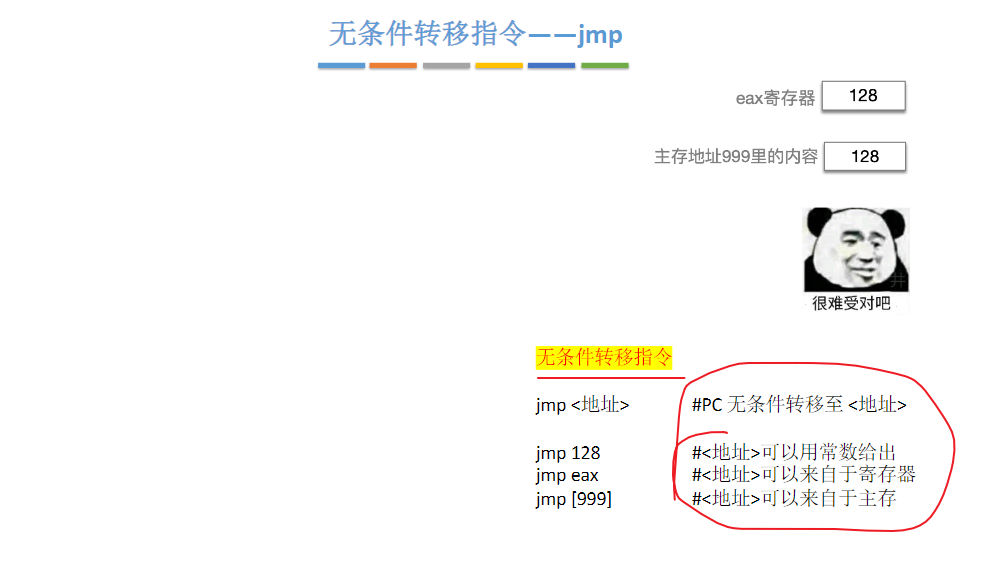 无条件转移指令——jmp
eax寄存器 128
主存地址999里的内容 128
井
很难受对吧
无条件转移指令
jmp <地址> #PC 无条件转移至 <地址>
jmp 128 #<地址>可以用常数给出
jmp eax #<地址>可以来自于寄存器
jmp [999] #<地址>可以来自于主存